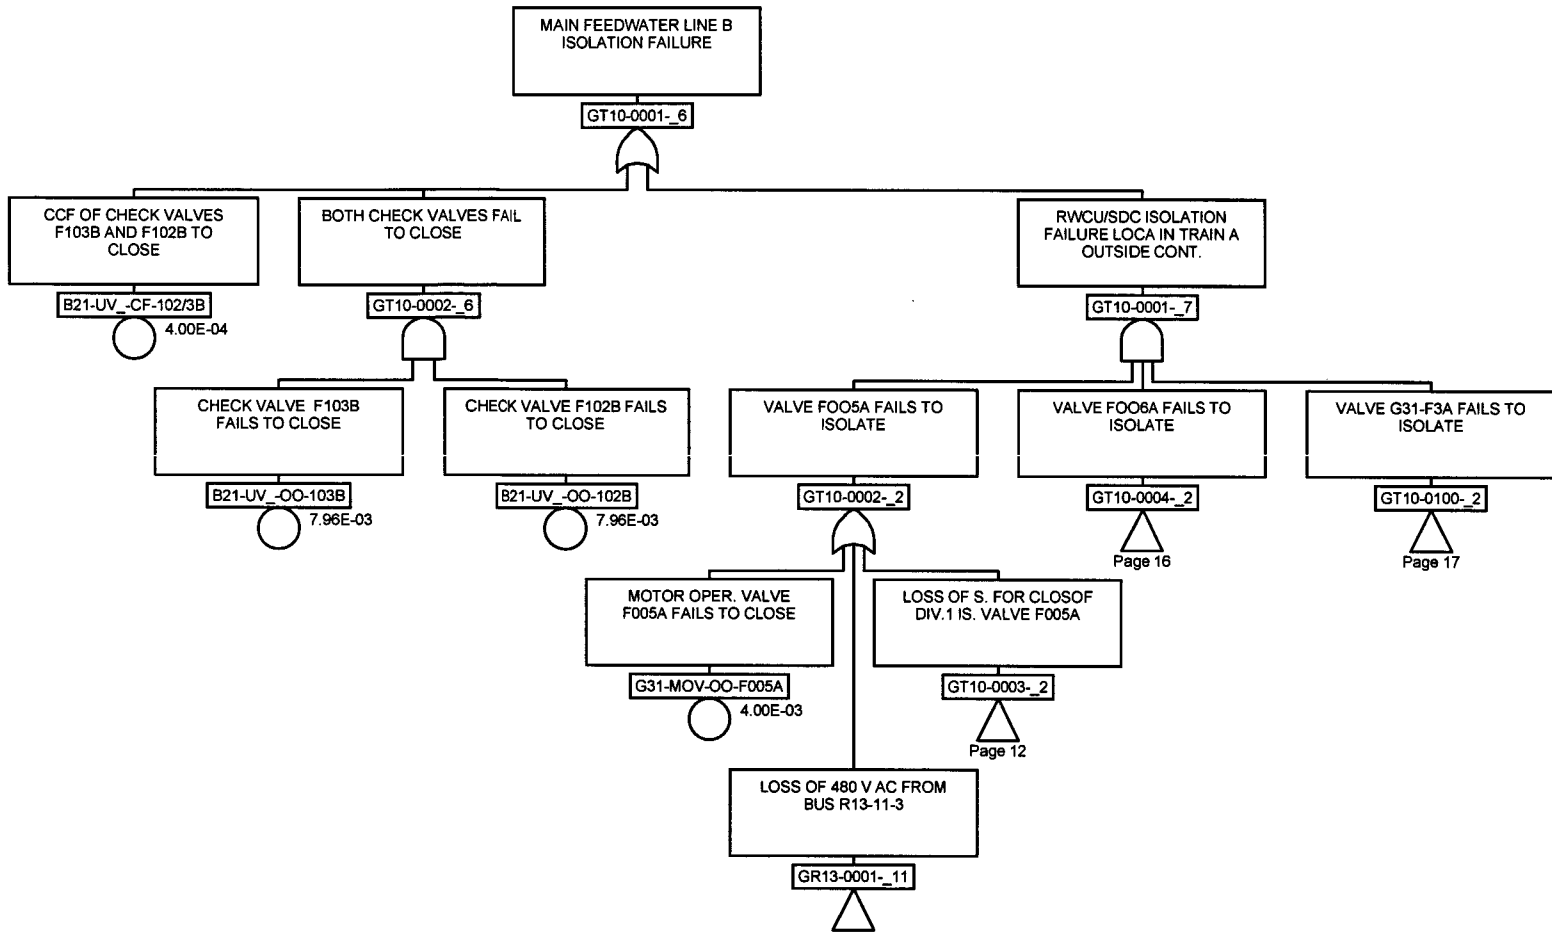 MAIN FEEDWATER LINE B
ISOLATION FAILURE
GT10-0001-_6
CCF OF CHECK VALVES
F103B AND F102B TO
CLOSE
B21-UV_-CF-102/3B
4.00E-04
BOTH CHECK VALVES FAIL
TO CLOSE
GT10-0002-_6
RWCU/SDC ISOLATION
FAILURE LOCA IN TRAIN A
OUTSIDE CONT.
GT10-0001-_7
CHECK VALVE F103B
FAILS TO CLOSE
B21-UV_-OO-103B
7.96E-03
CHECK VALVE F102B FAILS
TO CLOSE
B21-UV_-OO-102B
7.96E-03
VALVE FOO5A FAILS TO
ISOLATE
GT10-0002-_2
VALVE FOO6A FAILS TO
ISOLATE
GT10-0004-_2
Page 16
VALVE G31-F3A FAILS TO
ISOLATE
GT10-0100-_2
Page 17
MOTOR OPER. VALVE
F005A FAILS TO CLOSE
G31-MOV-OO-F005A
4.00E-03
LOSS OF S. FOR CLOSOF
DIV.1 IS. VALVE F005A
GT10-0003-_2
Page 12
LOSS OF 480 V AC FROM
BUS R13-11-3
GR13-0001-_11